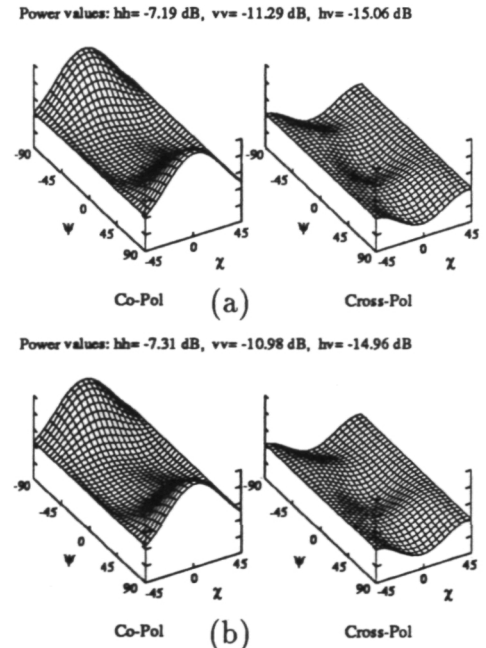 Power values: hh= -7.19 dB, vv= -11.29 dB, hv= -15.06 dB
-90
-45
0
45
90
Ψ
-45
0
45
χ
-90
-45
0
45
90
Ψ
-45
0
45
χ
Co-Pol
(a)
Cross-Pol
Power values: hh= -7.31 dB, vv= -10.98 dB, hv= -14.96 dB
-90
-45
0
45
90
Ψ
-45
0
45
χ
-90
-45
0
45
90
Ψ
-45
0
45
χ
Co-Pol
(b)
Cross-Pol